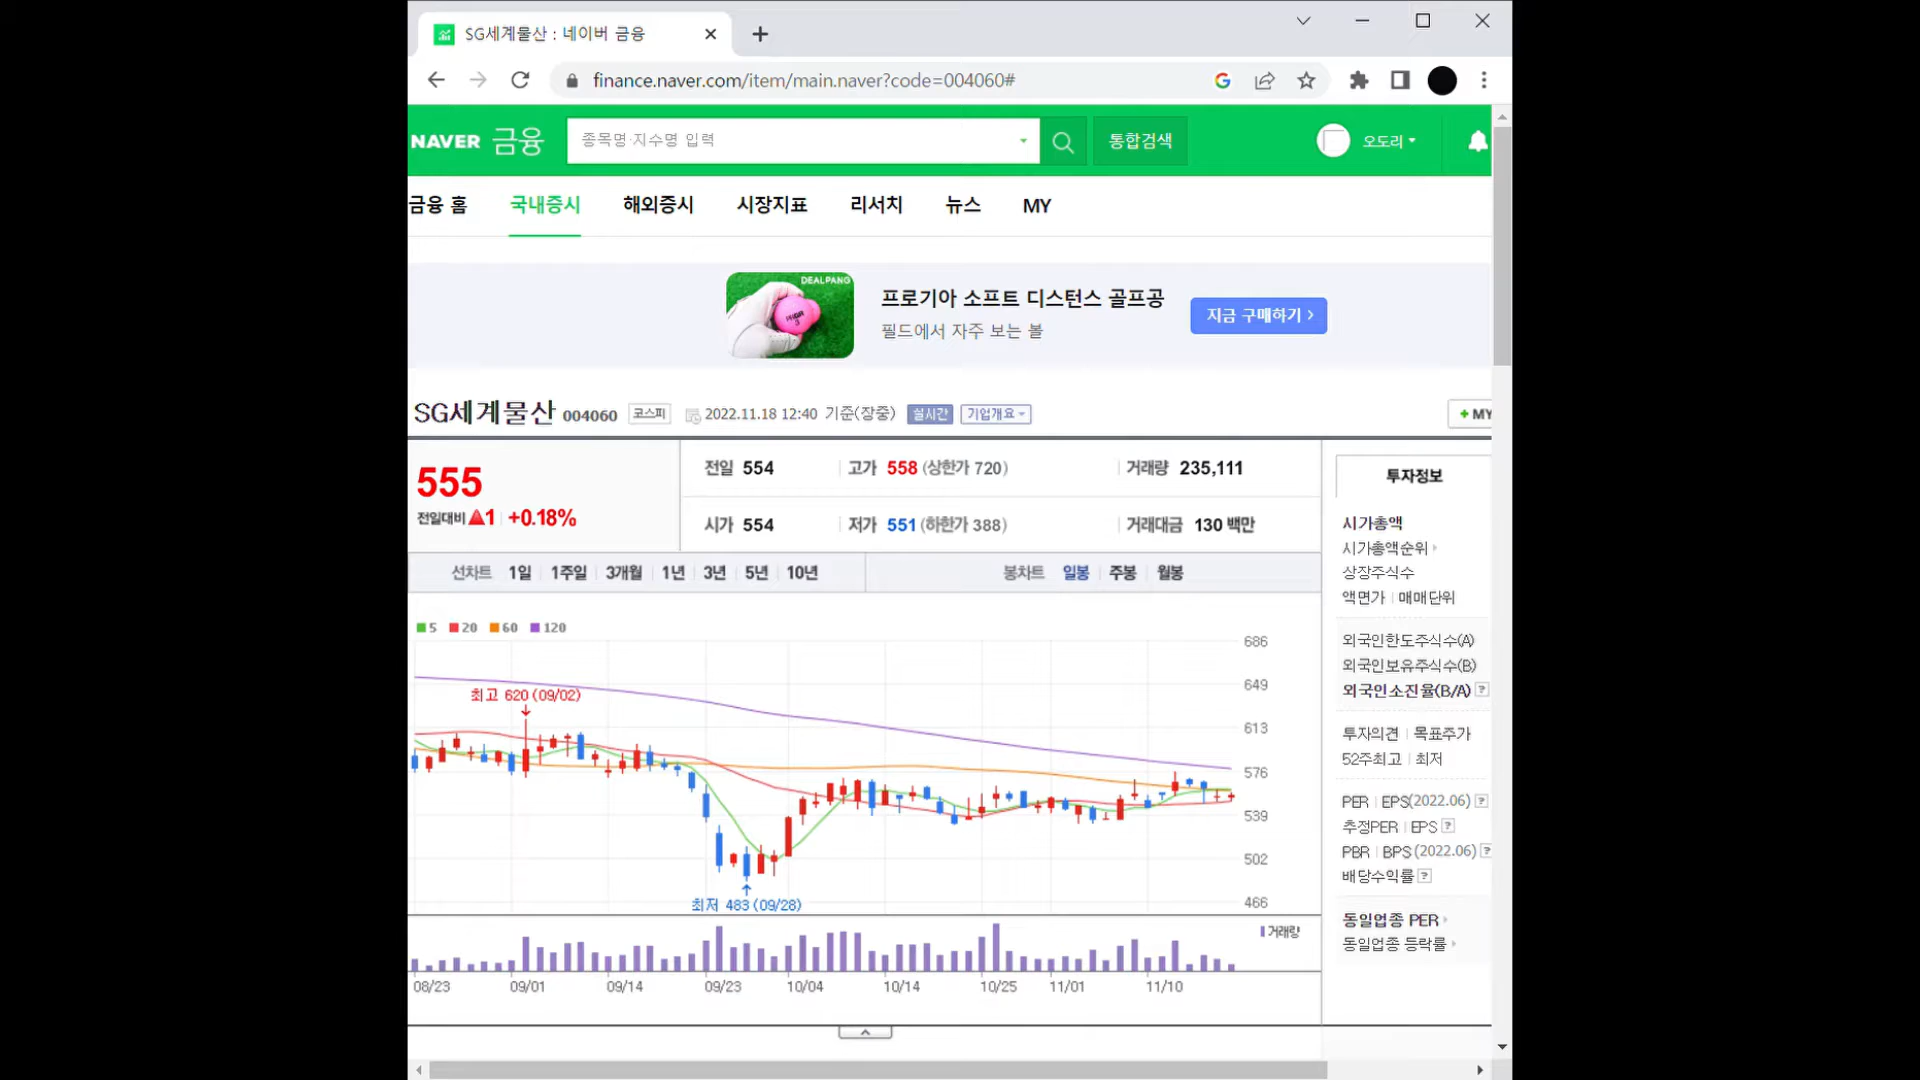 SG세계물산 : 네이버 금융
finance.naver.com/item/main.naver?code=004060#
NAVER 금융 종목명·지수명 입력 통합검색 오도리
금융 홈 국내증시 해외증시 시장지표 리서치 뉴스 MY
DEALPANG
프로기아 소프트 디스턴스 골프공
필드에서 자주 보는 볼
지금 구매하기 >
SG세계물산 004060 코스피 2022.11.18 12:40 기준(장중) 실시간 기업개요 + MY
555
전일대비 ▲1 +0.18%
전일 554 고가 558 (상한가 720) 거래량 235,111
시가 554 저가 551 (하한가 388) 거래대금 130 백만
선차트 1일 1주일 3개월 1년 3년 5년 10년 봉차트 일봉 주봉 월봉
5 20 60 120
최고 620 (09/02)
최저 483 (09/28)
686
649
613
576
539
502
466
거래량
08/23 09/01 09/14 09/23 10/04 10/14 10/25 11/01 11/10
투자정보
시가총액
시가총액순위
상장주식수
액면가 | 매매단위
외국인한도주식수(A)
외국인보유주식수(B)
외국인소진율(B/A) ?
투자의견 | 목표주가
52주최고 | 최저
PER | EPS(2022.06) ?
추정PER | EPS ?
PBR | BPS (2022.06) ?
배당수익률 ?
동일업종 PER
동일업종 등락률